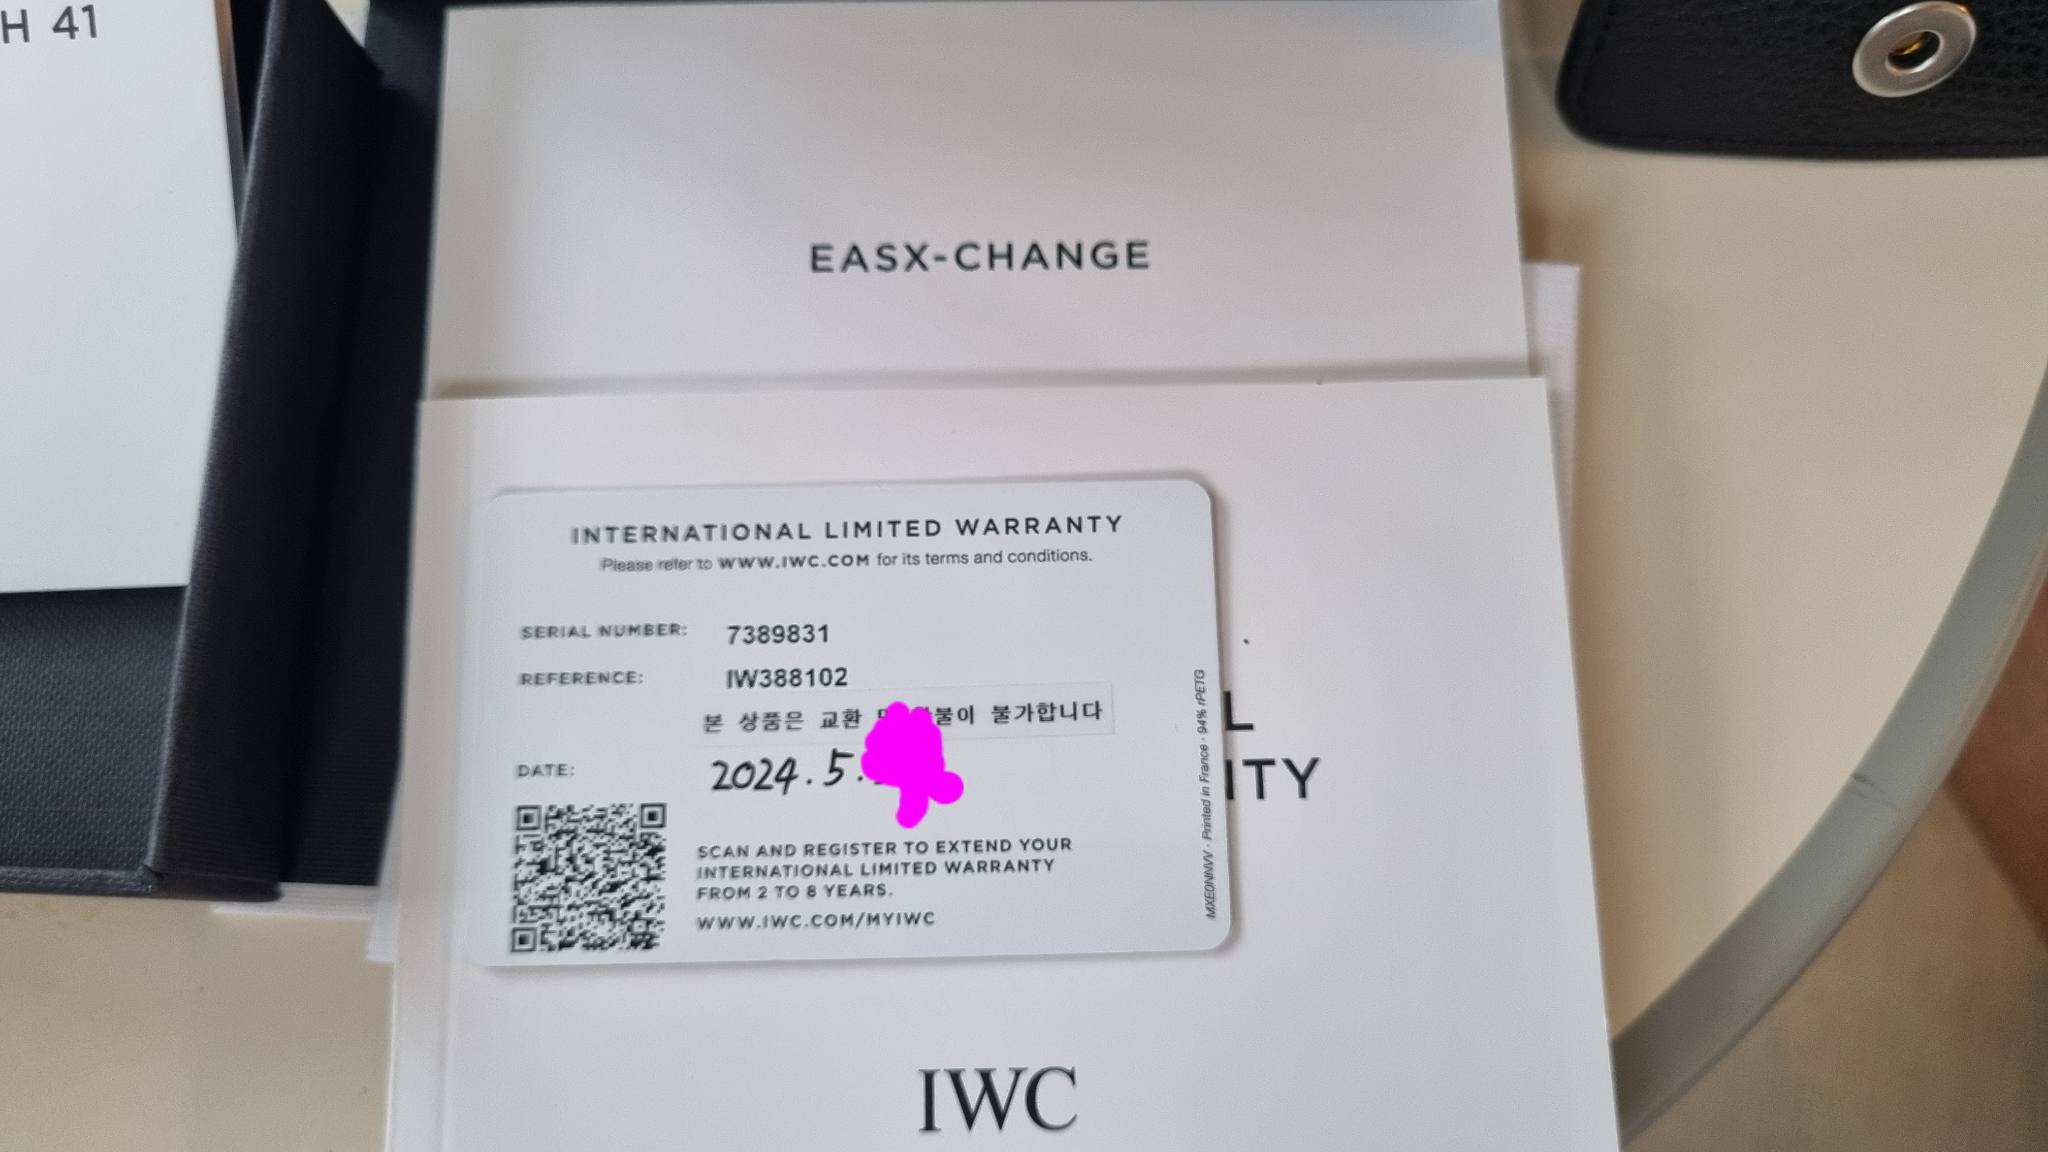 H 41
EASX-CHANGE
INTERNATIONAL LIMITED WARRANTY
Please refer to WWW.IWC.COM for its terms and conditions.
SERIAL NUMBER: 7389831
REFERENCE: IW388102
본 상품은 교환 불이 불가합니다
DATE: 2024.5.
SCAN AND REGISTER TO EXTEND YOUR
INTERNATIONAL LIMITED WARRANTY
FROM 2 TO 8 YEARS.
WWW.IWC.COM/MYIWC
MXE0NNVV · Printed in France · 94% rPETG
L
ITY
IWC